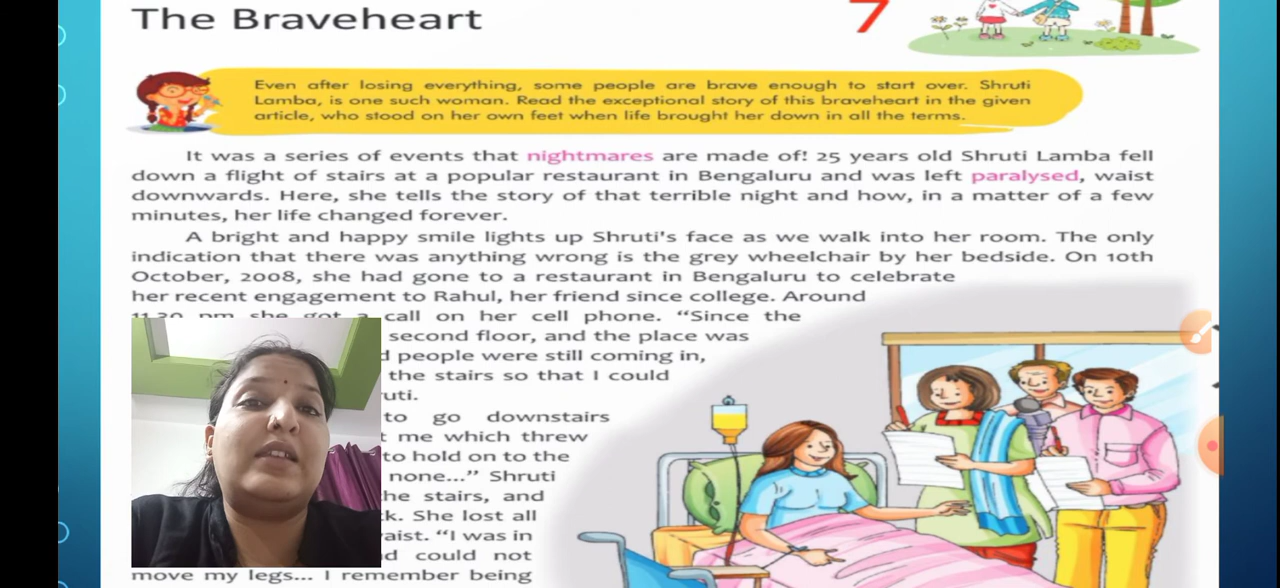 The Braveheart
7
Even after losing everything, some people are brave enough to start over. Shruti
Lamba, is one such woman. Read the exceptional story of this braveheart in the given
article, who stood on her own feet when life brought her down in all the terms.
It was a series of events that nightmares are made of! 25 years old Shruti Lamba fell
down a flight of stairs at a popular restaurant in Bengaluru and was left paralysed, waist
downwards. Here, she tells the story of that terrible night and how, in a matter of a few
minutes, her life changed forever.
A bright and happy smile lights up Shruti's face as we walk into her room. The only
indication that there was anything wrong is the grey wheelchair by her bedside. On 10th
October, 2008, she had gone to a restaurant in Bengaluru to celebrate
her recent engagement to Rahul, her friend since college. Around
11.30 pm she got a call on her cell phone. “Since the
second floor, and the place was
people were still coming in,
the stairs so that I could
to go downstairs
me which threw
to hold on to the
none...” Shruti
the stairs, and
She lost all
“I was in
could not
move my legs... I remember being